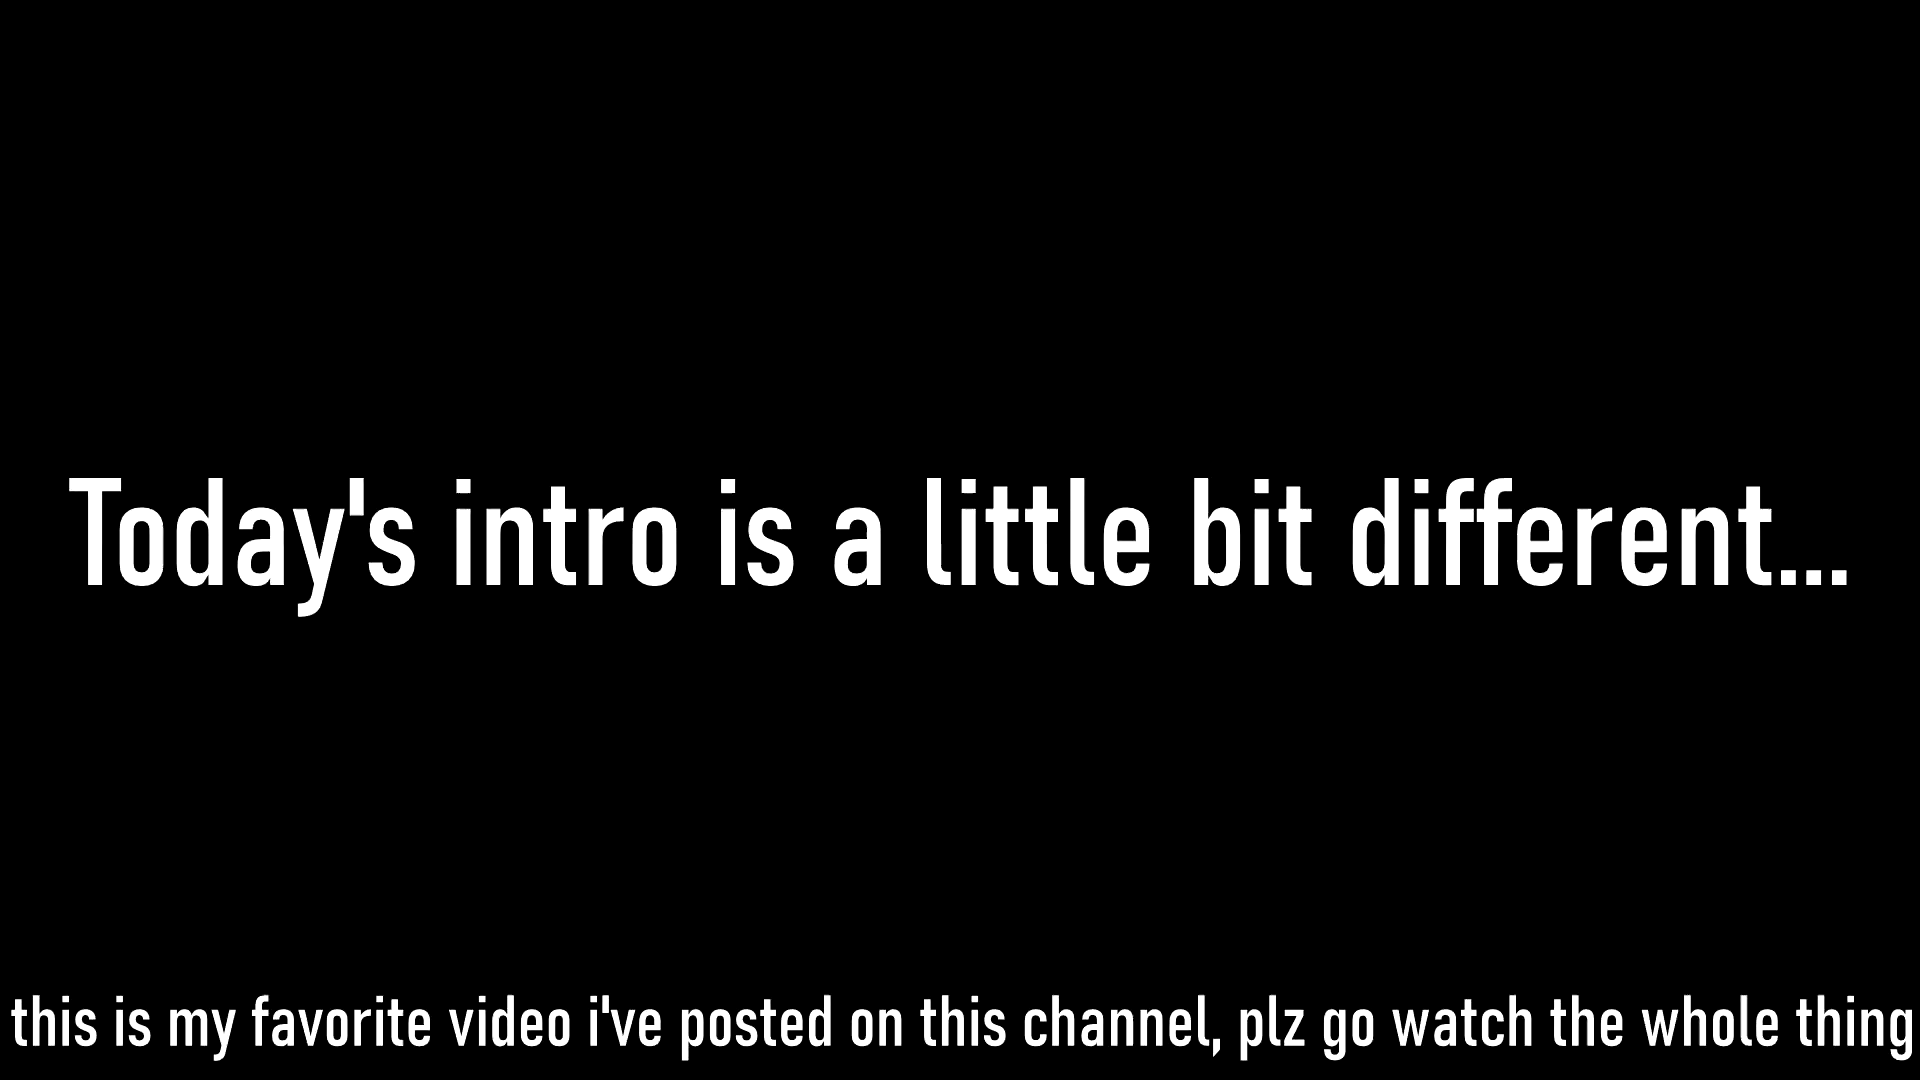 Today's intro is a little bit different...
this is my favorite video i've posted on this channel, plz go watch the whole thing